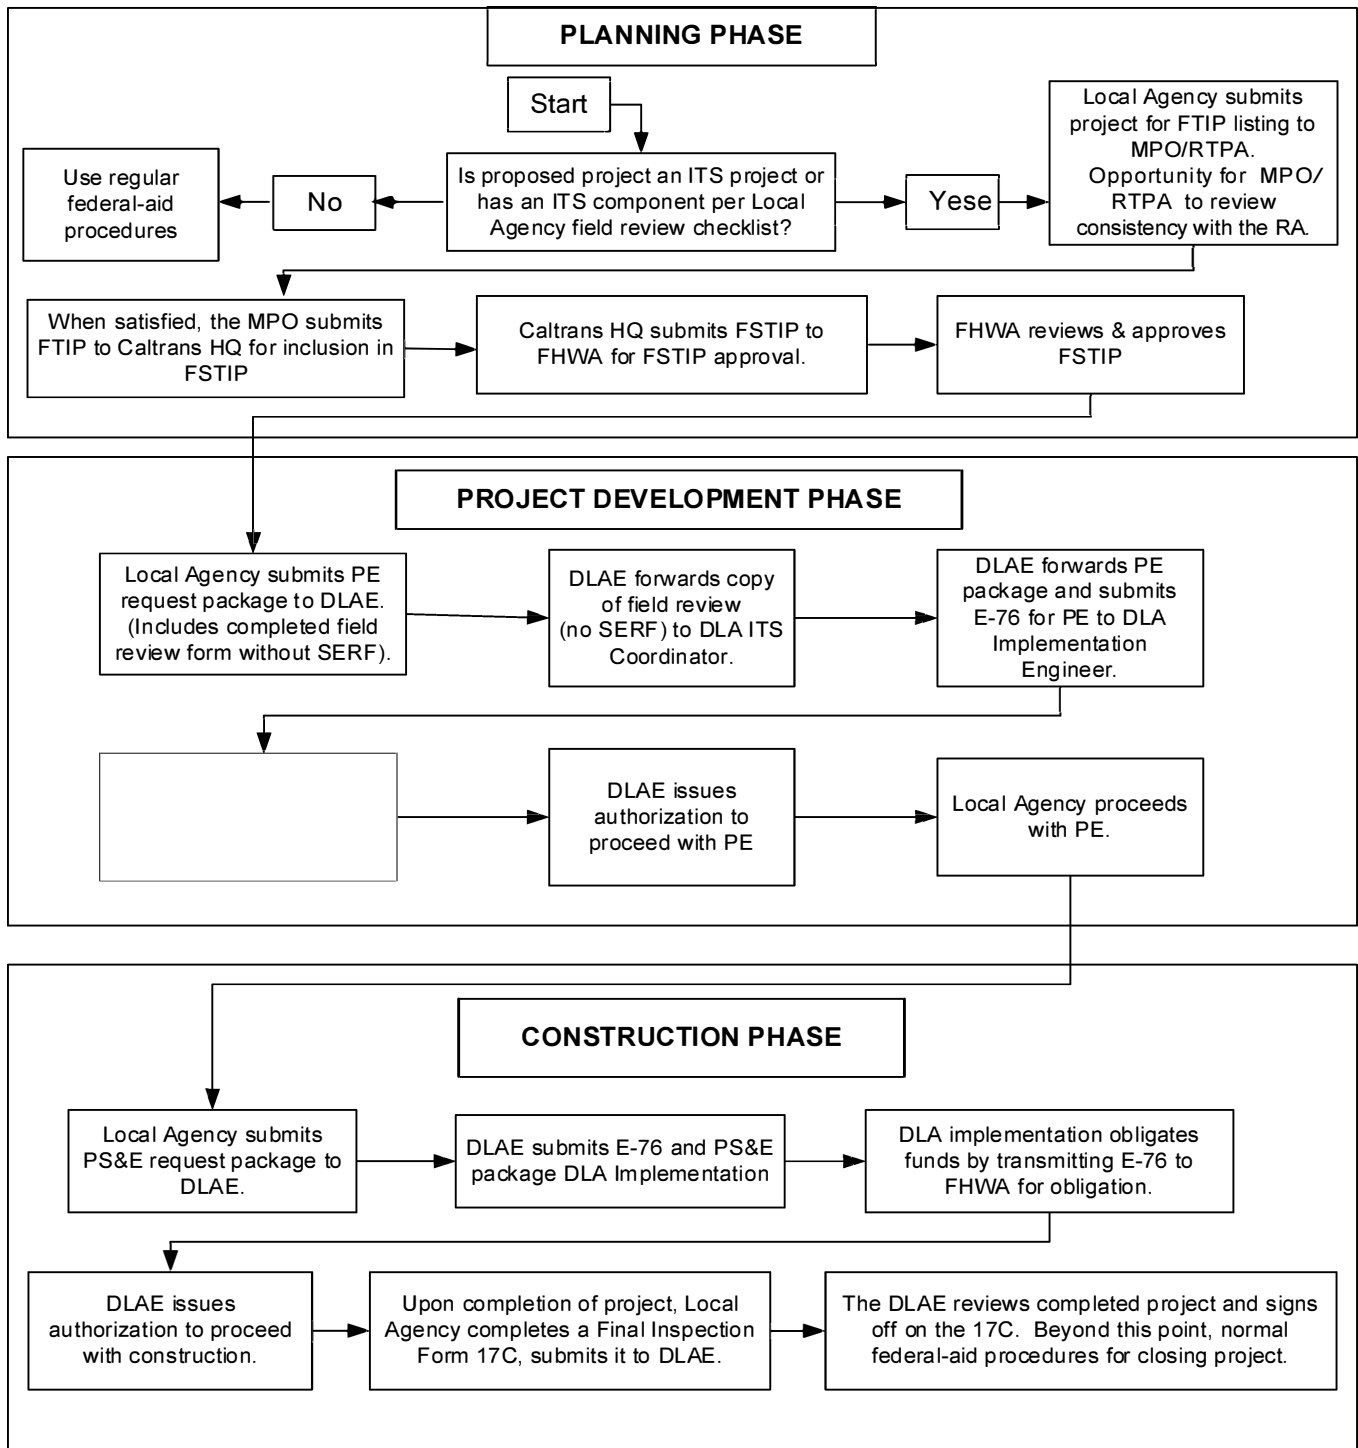 PLANNING PHASE
Start
Is proposed project an ITS project or
has an ITS component per Local
Agency field review checklist?
No
Use regular
federal-aid
procedures
Yese
Local Agency submits
project for FTIP listing to
MPO/RTPA.
Opportunity for MPO/
RTPA to review
consistency with the RA.
When satisfied, the MPO submits
FTIP to Caltrans HQ for inclusion in
FSTIP
Caltrans HQ submits FSTIP to
FHWA for FSTIP approval.
FHWA reviews & approves
FSTIP
PROJECT DEVELOPMENT PHASE
Local Agency submits PE
request package to DLAE.
(Includes completed field
review form without SERF).
DLAE forwards copy
of field review
(no SERF) to DLA ITS
Coordinator.
DLAE forwards PE
package and submits
E-76 for PE to DLA
Implementation
Engineer.
DLAE issues
authorization to
proceed with PE
Local Agency proceeds
with PE.
CONSTRUCTION PHASE
Local Agency submits
PS&E request package to
DLAE.
DLAE submits E-76 and PS&E
package DLA Implementation
DLA implementation obligates
funds by transmitting E-76 to
FHWA for obligation.
DLAE issues
authorization to proceed
with construction.
Upon completion of project, Local
Agency completes a Final Inspection
Form 17C, submits it to DLAE.
The DLAE reviews completed project and signs
off on the 17C. Beyond this point, normal
federal-aid procedures for closing project.